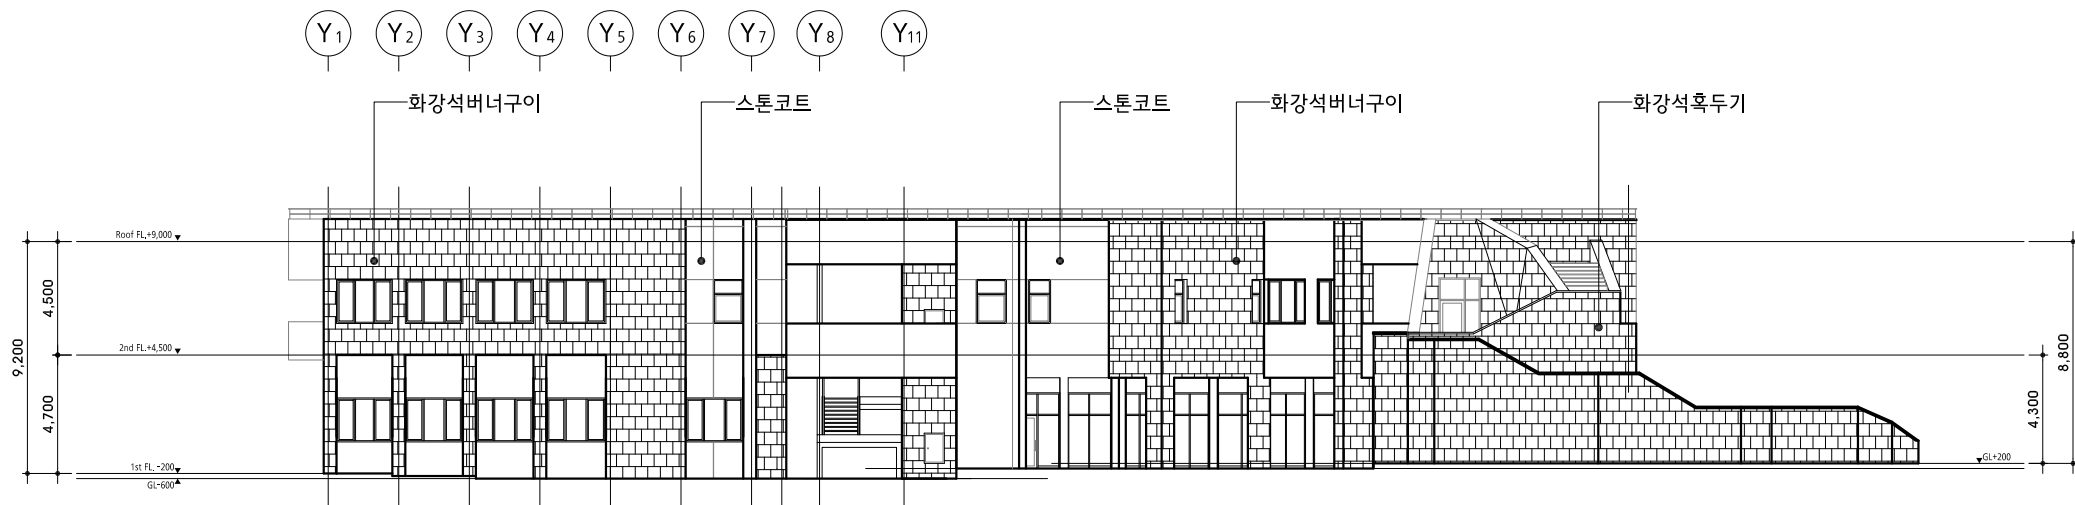 Y1 Y2 Y3 Y4 Y5 Y6 Y7 Y8 Y11
화강석버너구이 스톤코트 스톤코트 화강석버너구이 화강석혹두기
Roof FL.+9,000
4,500
9,200
8,800
2nd FL.+4,500
4,700
4,300
1st FL. -200
GL+200
GL-600